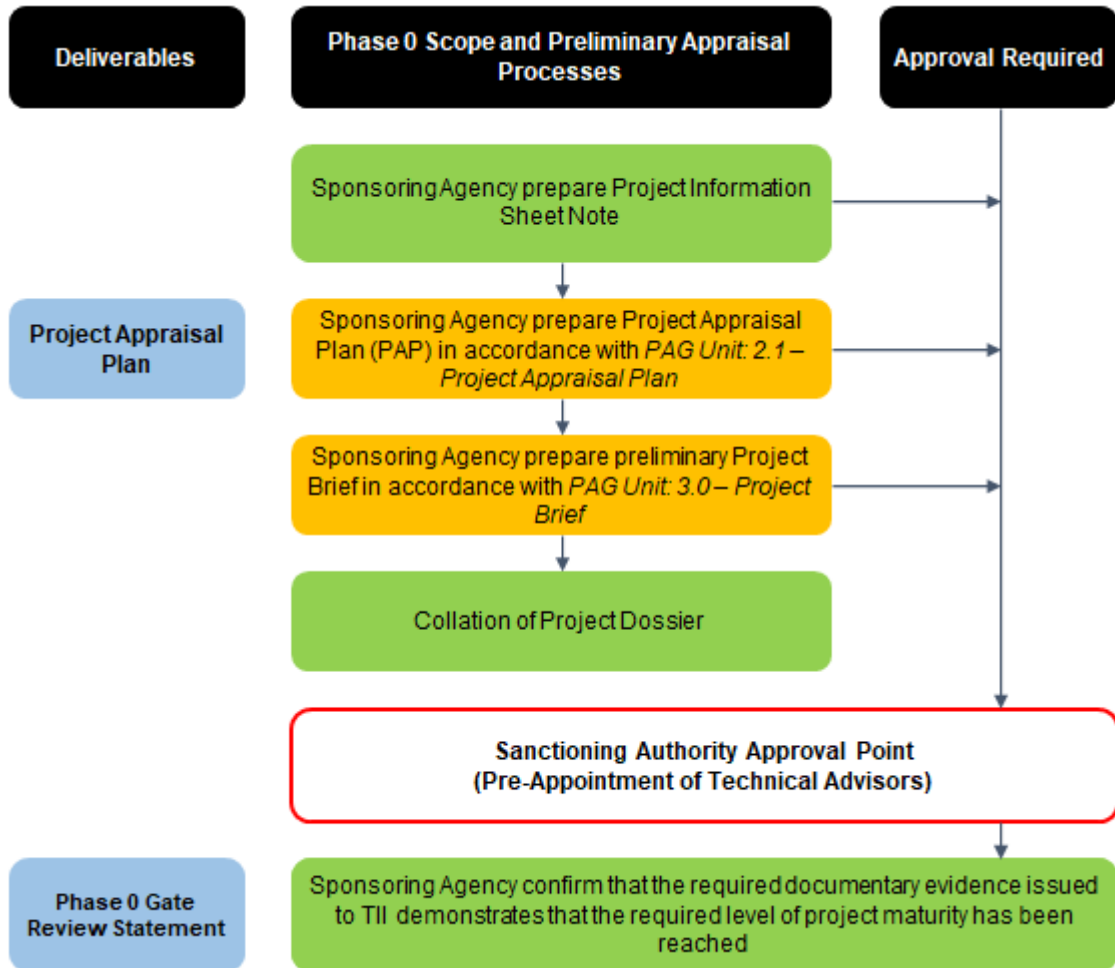 Deliverables
Phase 0 Scope and Preliminary Appraisal
Processes
Approval Required
Sponsoring Agency prepare Project Information
Sheet Note
Project Appraisal
Plan
Sponsoring Agency prepare Project Appraisal
Plan (PAP) in accordance with PAG Unit: 2.1 –
Project Appraisal Plan
Sponsoring Agency prepare preliminary Project
Brief in accordance with PAG Unit: 3.0 – Project
Brief
Collation of Project Dossier
Sanctioning Authority Approval Point
(Pre-Appointment of Technical Advisors)
Phase 0 Gate
Review Statement
Sponsoring Agency confirm that the required documentary evidence issued
to TII demonstrates that the required level of project maturity has been
reached